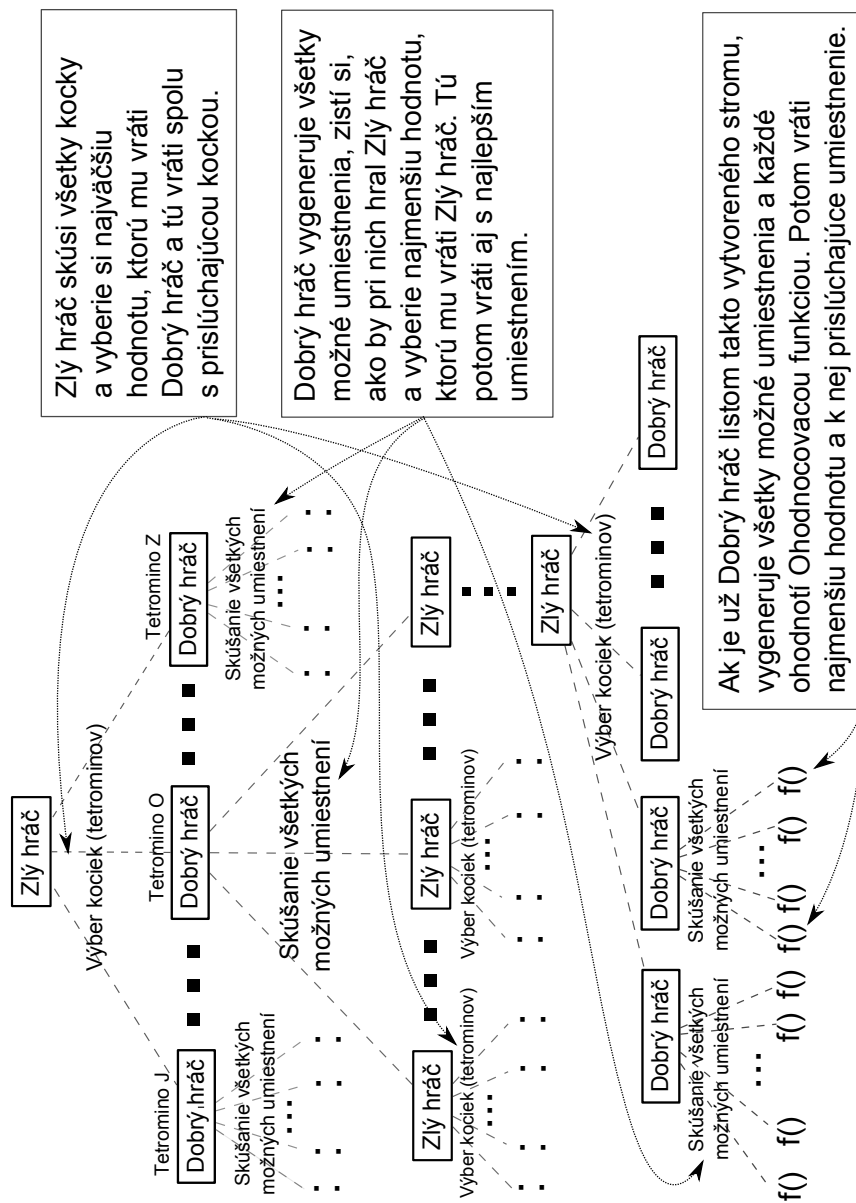 Zlý hráč skúsi všetky kocky
a vyberie si najväčšiu
hodnotu, ktorú mu vráti
Dobrý hráč a tú vráti spolu
s prislúchajúcou kockou.
Dobrý hráč vygeneruje všetky
možné umiestnenia, zistí si,
ako by pri nich hral Zlý hráč
a vyberie najmenšiu hodnotu,
ktorú mu vráti Zlý hráč. Tú
potom vráti aj s najlepším
umiestnením.
Zlý hráč
Výber kociek (tetrominov)
Tetromino J
Tetromino O
Tetromino Z
Dobrý hráč
Dobrý hráč
Dobrý hráč
Skúšanie všetkých
možných umiestnení
Skúšanie všetkých
možných umiestnení
Skúšanie všetkých
možných umiestnení
Zlý hráč
Zlý hráč
Zlý hráč
Výber kociek (tetrominov)
Výber kociek (tetrominov)
Zlý hráč
Výber kociek (tetrominov)
Dobrý hráč
Dobrý hráč
Dobrý hráč
Dobrý hráč
Skúšanie všetkých
možných umiestnení
Skúšanie všetkých
možných umiestnení
f() f() f() f() f() f() f() f()
Ak je už Dobrý hráč listom takto vytvoreného stromu,
vygeneruje všetky možné umiestnenia a každé
ohodnotí Ohodnocovacou funkciou. Potom vráti
najmenšiu hodnotu a k nej prislúchajúce umiestnenie.